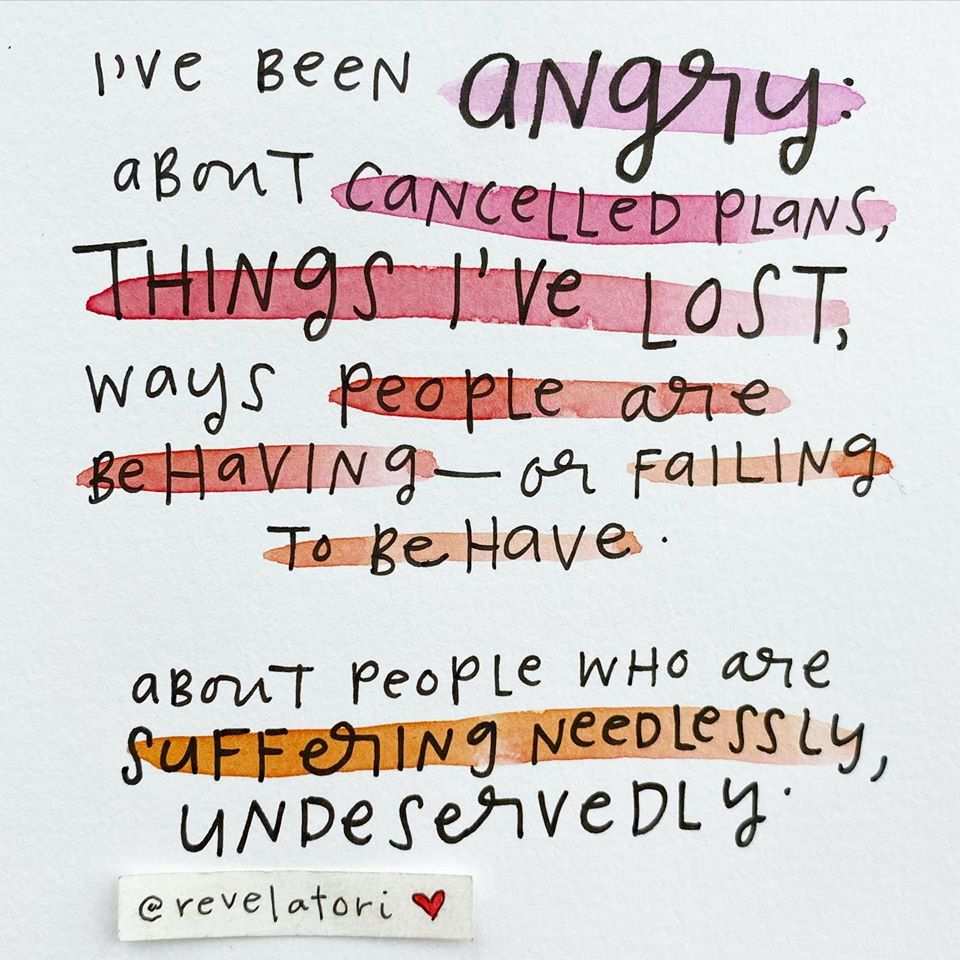 I've been angry.
about cancelled plans,
things I've lost,
ways people are
behaving—or failing
to behave.
about people who are
suffering needlessly,
undeservedly.
@revelatori